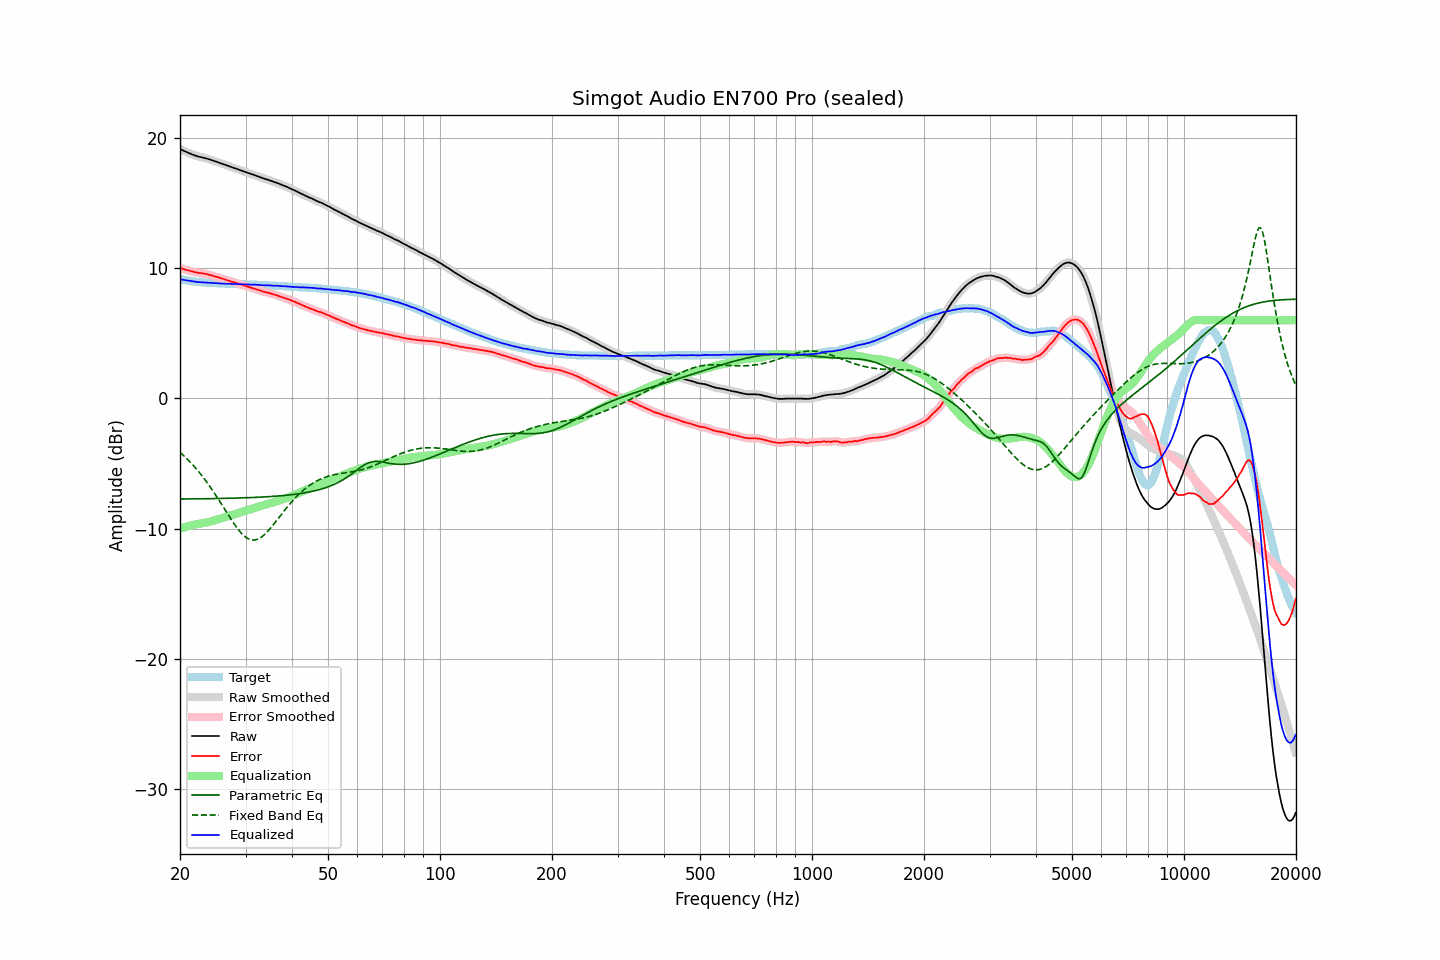 Simgot Audio EN700 Pro (sealed)
Amplitude (dBr)
20
10
0
−10
−20
−30
Target
Raw Smoothed
Error Smoothed
Raw
Error
Equalization
Parametric Eq
Fixed Band Eq
Equalized
20 50 100 200 500 1000 2000 5000 10000 20000
Frequency (Hz)